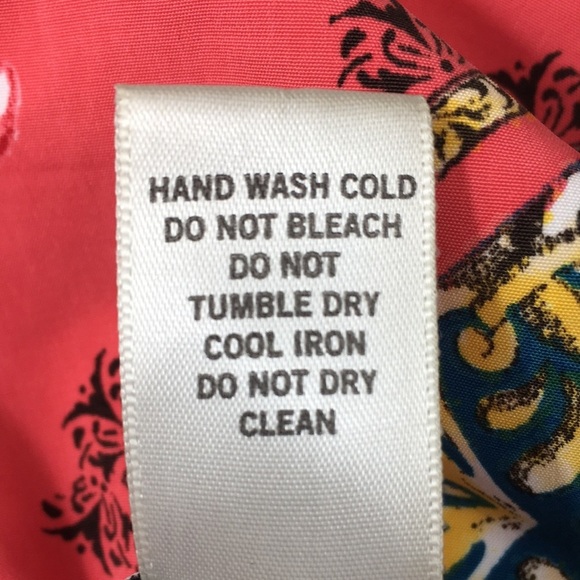 HAND WASH COLD
DO NOT BLEACH
DO NOT
TUMBLE DRY
COOL IRON
DO NOT DRY
CLEAN